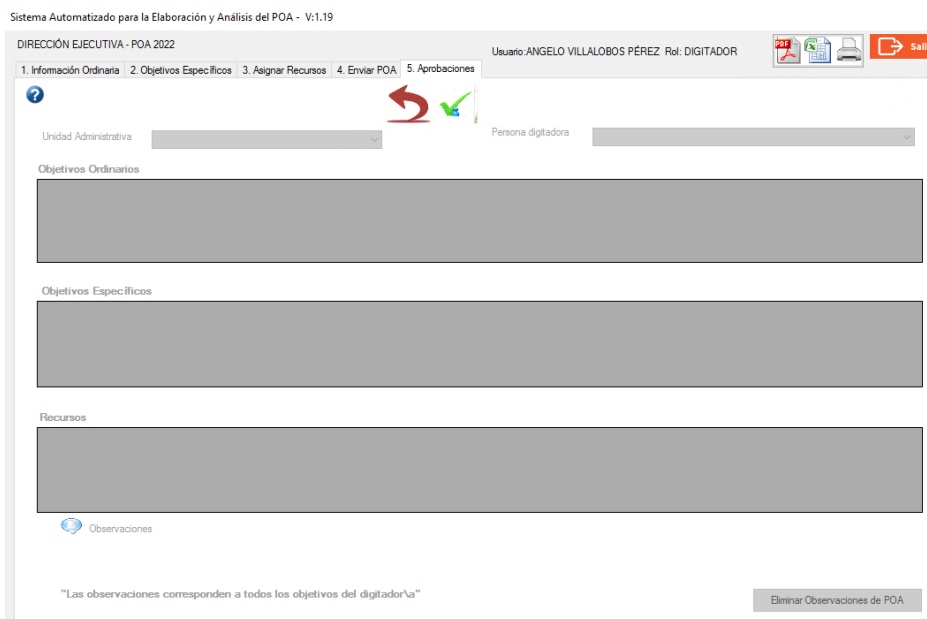 Sistema Automatizado para la Elaboración y Análisis del POA - V:1.19
DIRECCIÓN EJECUTIVA - POA 2022
Usuario:ANGELO VILLALOBOS PÉREZ Rol: DIGITADOR
PDF
Sali
1. Información Ordinaria 2. Objetivos Específicos 3. Asignar Recursos 4. Enviar POA 5. Aprobaciones
?
Unidad Administrativa
Persona digitadora
Objetivos Ordinarios
Objetivos Específicos
Recursos
Observaciones
"Las observaciones corresponden a todos los objetivos del digitador\a"
Eliminar Observaciones de POA